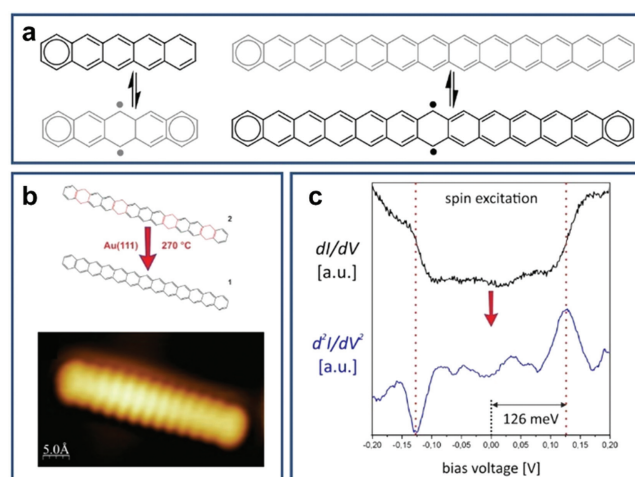 a
b
2
Au(111) 270 °C
1
5.0Å
c
spin excitation
dI/dV
[a.u.]
d²I/dV²
[a.u.]
126 meV
-0,20 -0,15 -0,10 -0,05 0,00 0,05 0,10 0,15 0,20
bias voltage [V]